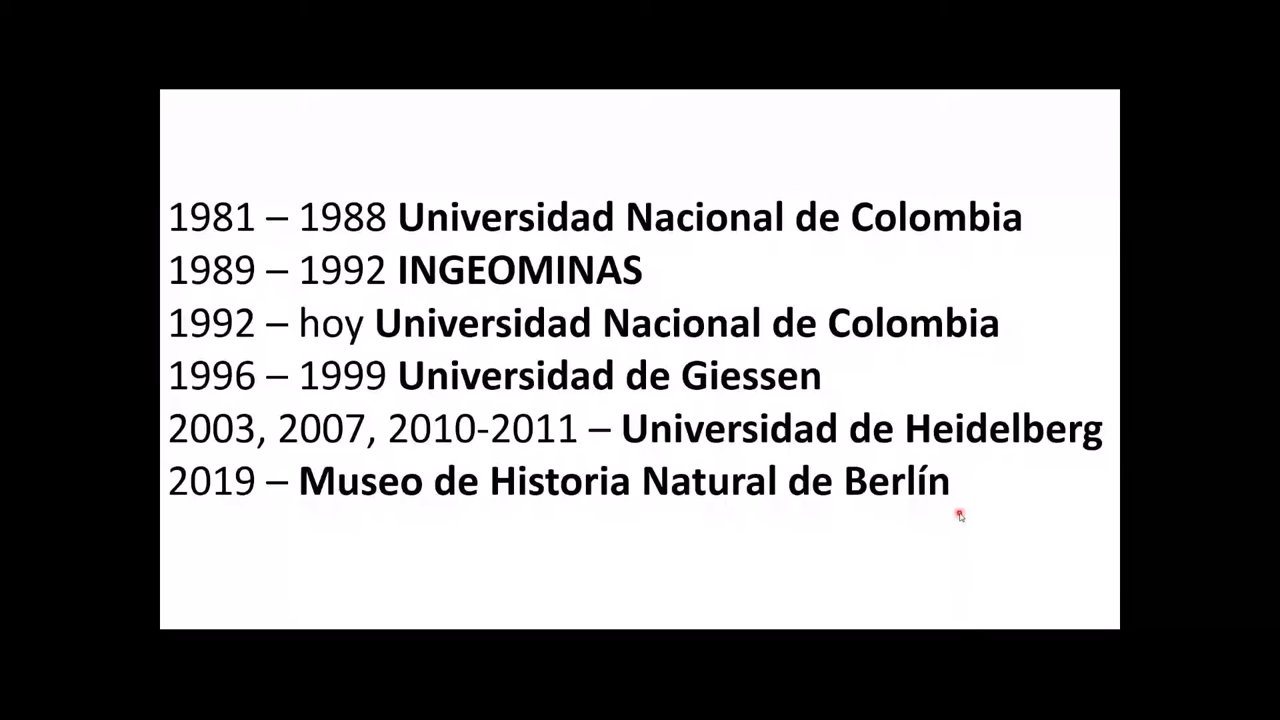 1981 – 1988 Universidad Nacional de Colombia
1989 – 1992 INGEOMINAS
1992 – hoy Universidad Nacional de Colombia
1996 – 1999 Universidad de Giessen
2003, 2007, 2010-2011 – Universidad de Heidelberg
2019 – Museo de Historia Natural de Berlín